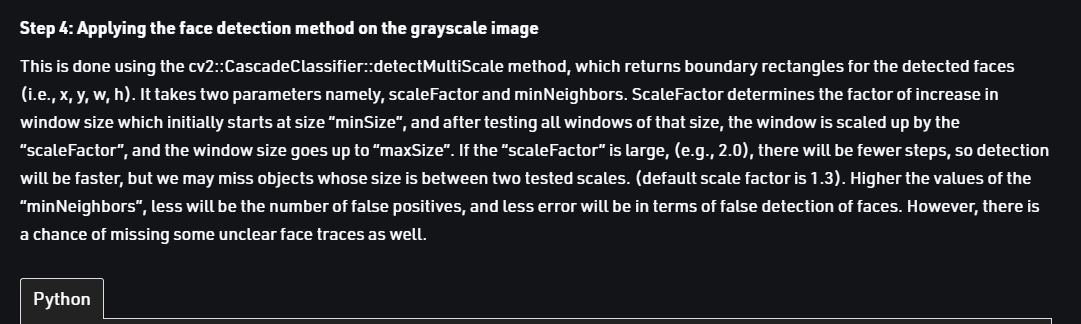 Step 4: Applying the face detection method on the grayscale image
This is done using the cv2::CascadeClassifier::detectMultiScale method, which returns boundary rectangles for the detected faces
(i.e., x, y, w, h). It takes two parameters namely, scaleFactor and minNeighbors. ScaleFactor determines the factor of increase in
window size which initially starts at size “minSize”, and after testing all windows of that size, the window is scaled up by the
“scaleFactor”, and the window size goes up to “maxSize”. If the “scaleFactor” is large, (e.g., 2.0), there will be fewer steps, so detection
will be faster, but we may miss objects whose size is between two tested scales. (default scale factor is 1.3). Higher the values of the
“minNeighbors”, less will be the number of false positives, and less error will be in terms of false detection of faces. However, there is
a chance of missing some unclear face traces as well.
Python